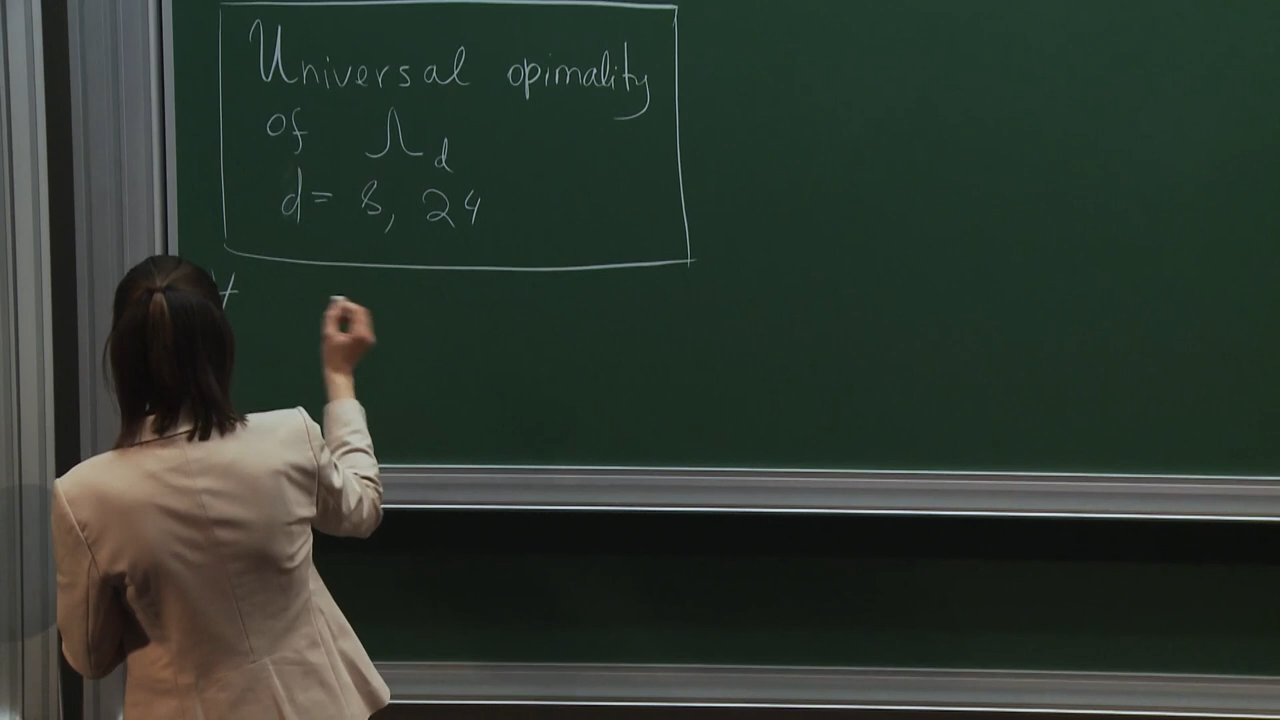 Universal opimality
of Λ_d
d = 8, 24